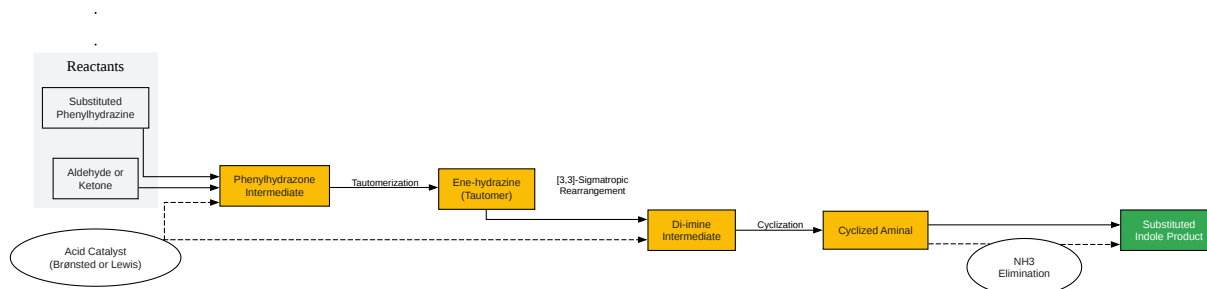 .
.
Reactants
Substituted
Phenylhydrazine
Aldehyde or
Ketone
Acid Catalyst
(Brønsted or Lewis)
Phenylhydrazone
Intermediate
Tautomerization
Ene-hydrazine
(Tautomer)
[3,3]-Sigmatropic
Rearrangement
Di-imine
Intermediate
Cyclization
Cyclized Aminal
NH3
Elimination
Substituted
Indole Product